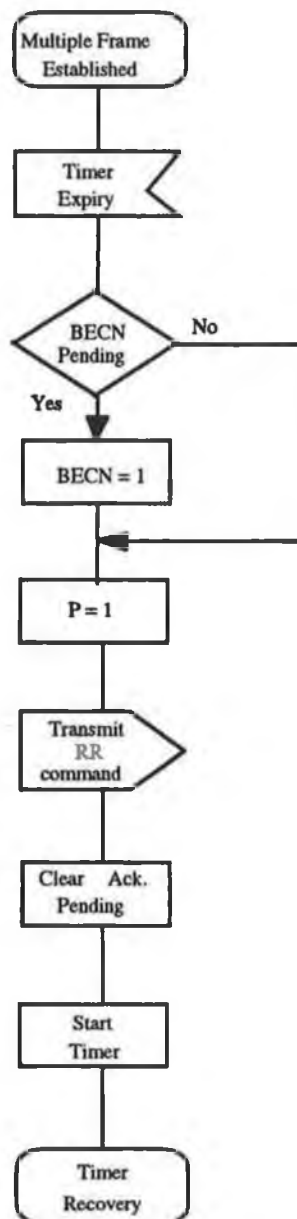 Multiple Frame
Established
Timer
Expiry
BECN
Pending
No
Yes
BECN = 1
P = 1
Transmit
RR
command
Clear Ack.
Pending
Start
Timer
Timer
Recovery